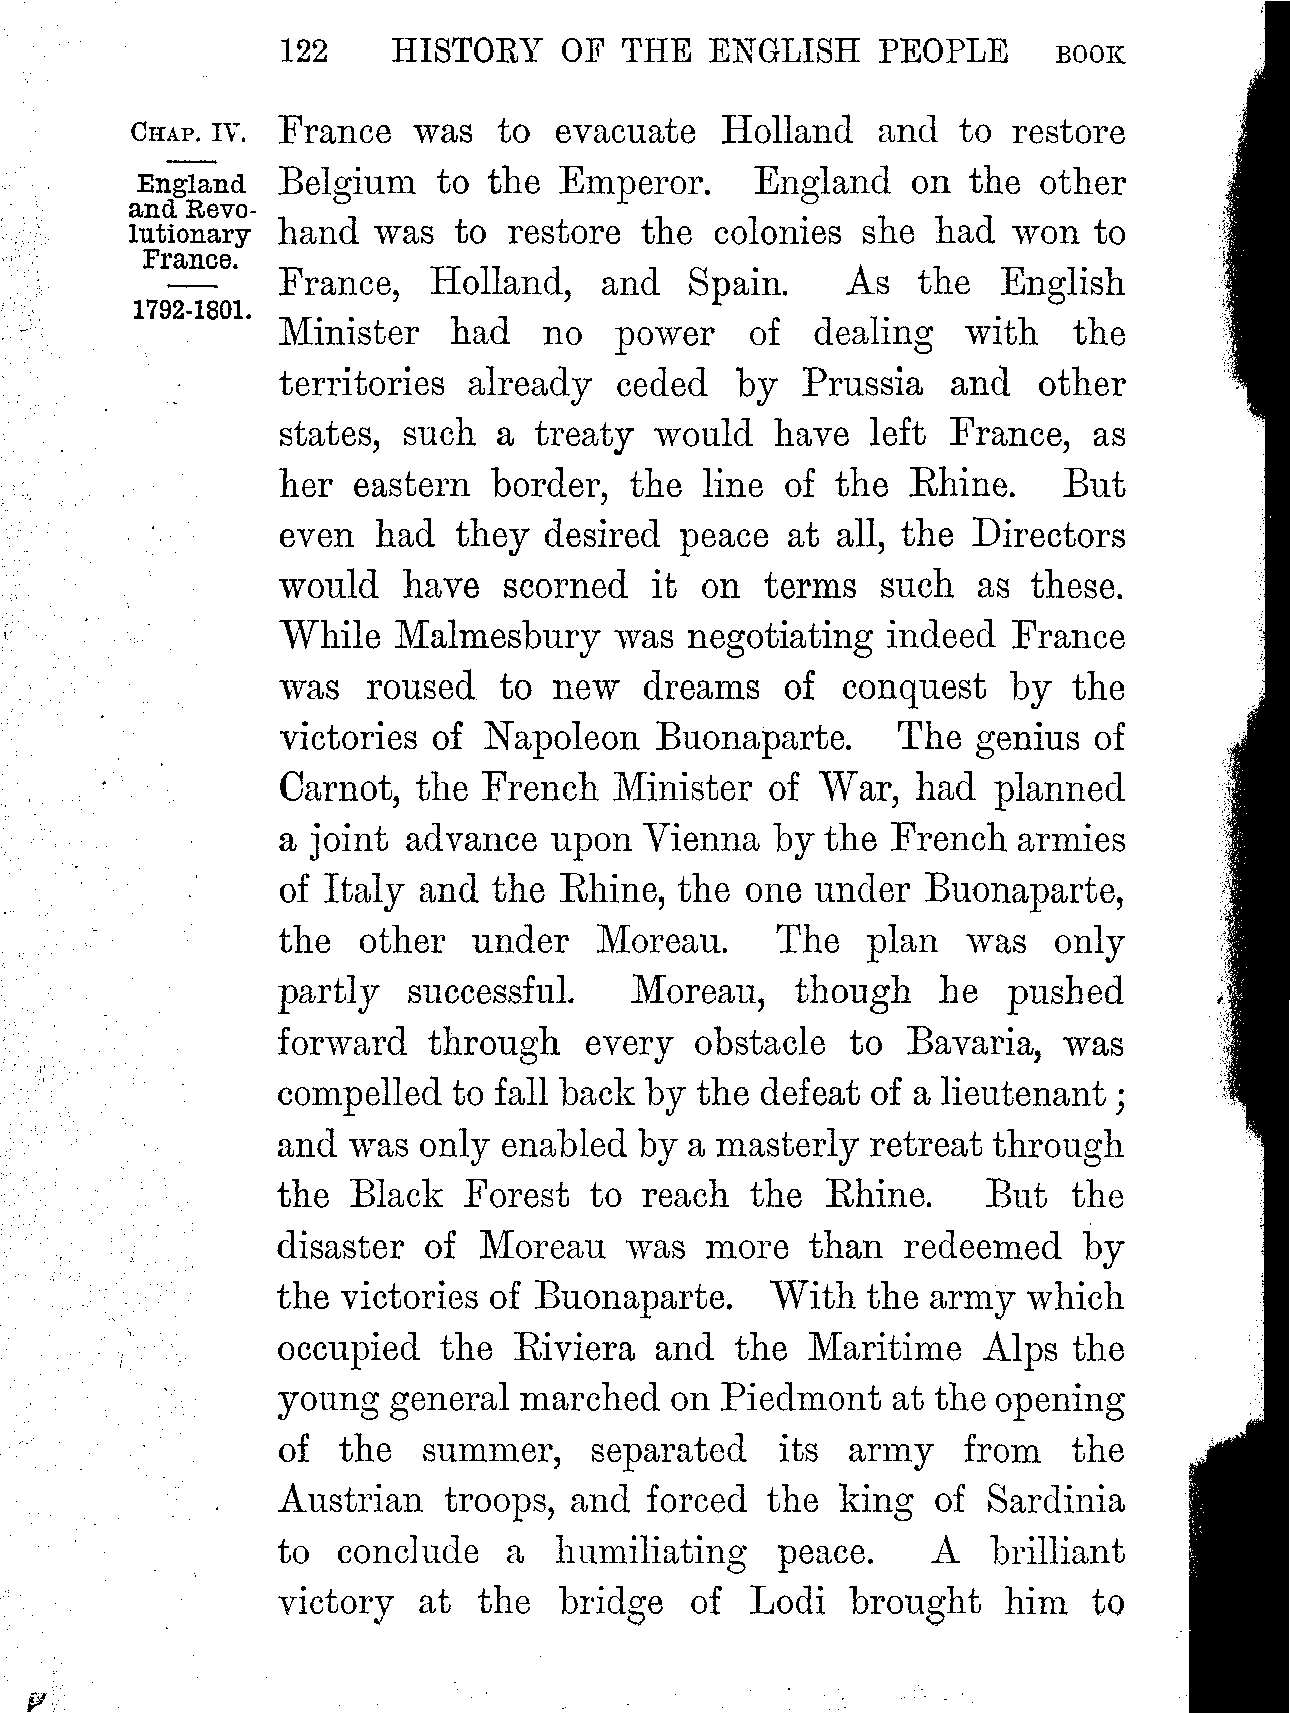 122 HISTORY OF THE ENGLISH PEOPLE BOOK
CHAP. IV.
England
and Revo-
lutionary
France.
1792-1801.
France was to evacuate Holland and to restore
Belgium to the Emperor. England on the other
hand was to restore the colonies she had won to
France, Holland, and Spain. As the English
Minister had no power of dealing with the
territories already ceded by Prussia and other
states, such a treaty would have left France, as
her eastern border, the line of the Rhine. But
even had they desired peace at all, the Directors
would have scorned it on terms such as these.
While Malmesbury was negotiating indeed France
was roused to new dreams of conquest by the
victories of Napoleon Buonaparte. The genius of
Carnot, the French Minister of War, had planned
a joint advance upon Vienna by the French armies
of Italy and the Rhine, the one under Buonaparte,
the other under Moreau. The plan was only
partly successful. Moreau, though he pushed
forward through every obstacle to Bavaria, was
compelled to fall back by the defeat of a lieutenant ;
and was only enabled by a masterly retreat through
the Black Forest to reach the Rhine. But the
disaster of Moreau was more than redeemed by
the victories of Buonaparte. With the army which
occupied the Riviera and the Maritime Alps the
young general marched on Piedmont at the opening
of the summer, separated its army from the
Austrian troops, and forced the king of Sardinia
to conclude a humiliating peace. A brilliant
victory at the bridge of Lodi brought him to